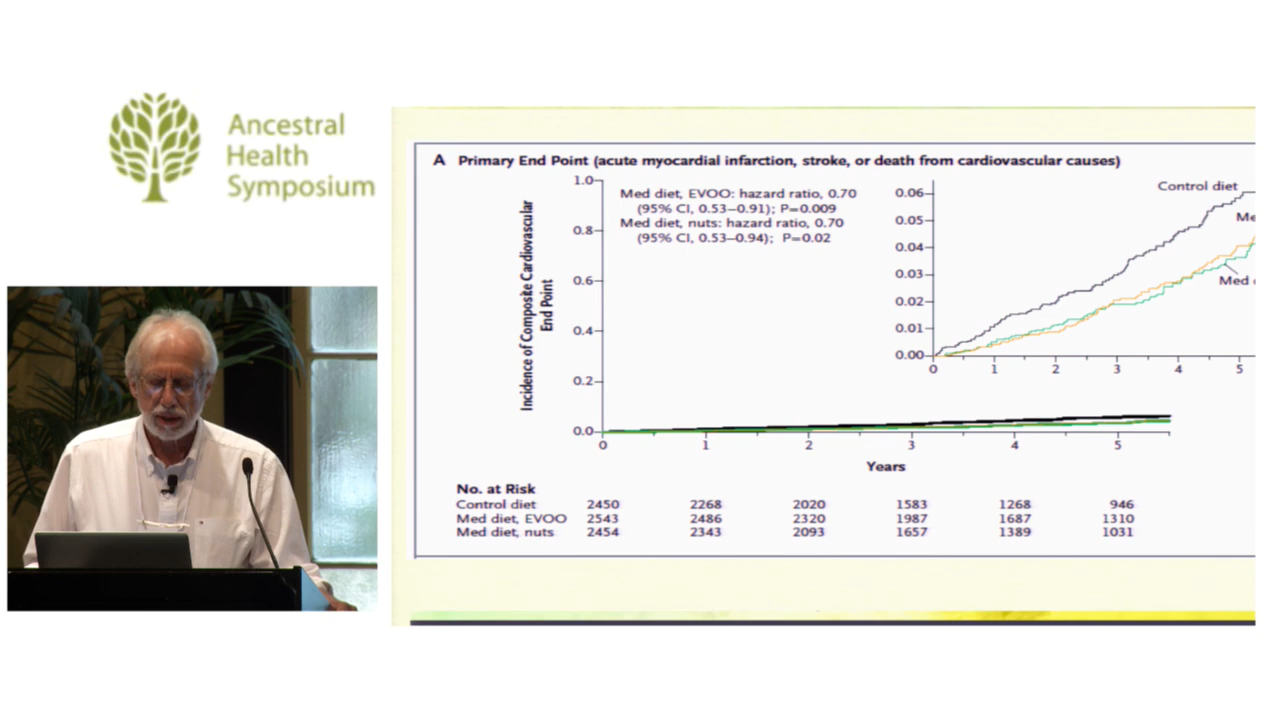 Ancestral
Health
Symposium
A Primary End Point (acute myocardial infarction, stroke, or death from cardiovascular causes)
Incidence of Composite Cardiovascular
End Point
1.0
0.8
0.6
0.4
0.2
0.0
Med diet, EVOO: hazard ratio, 0.70
(95% CI, 0.53–0.91); P=0.009
Med diet, nuts: hazard ratio, 0.70
(95% CI, 0.53–0.94); P=0.02
0.06
0.05
0.04
0.03
0.02
0.01
0.00
Control diet
Me
Med
0 1 2 3 4 5
0 1 2 3 4 5
Years
No. at Risk
Control diet 2450 2268 2020 1583 1268 946
Med diet, EVOO 2543 2486 2320 1987 1687 1310
Med diet, nuts 2454 2343 2093 1657 1389 1031